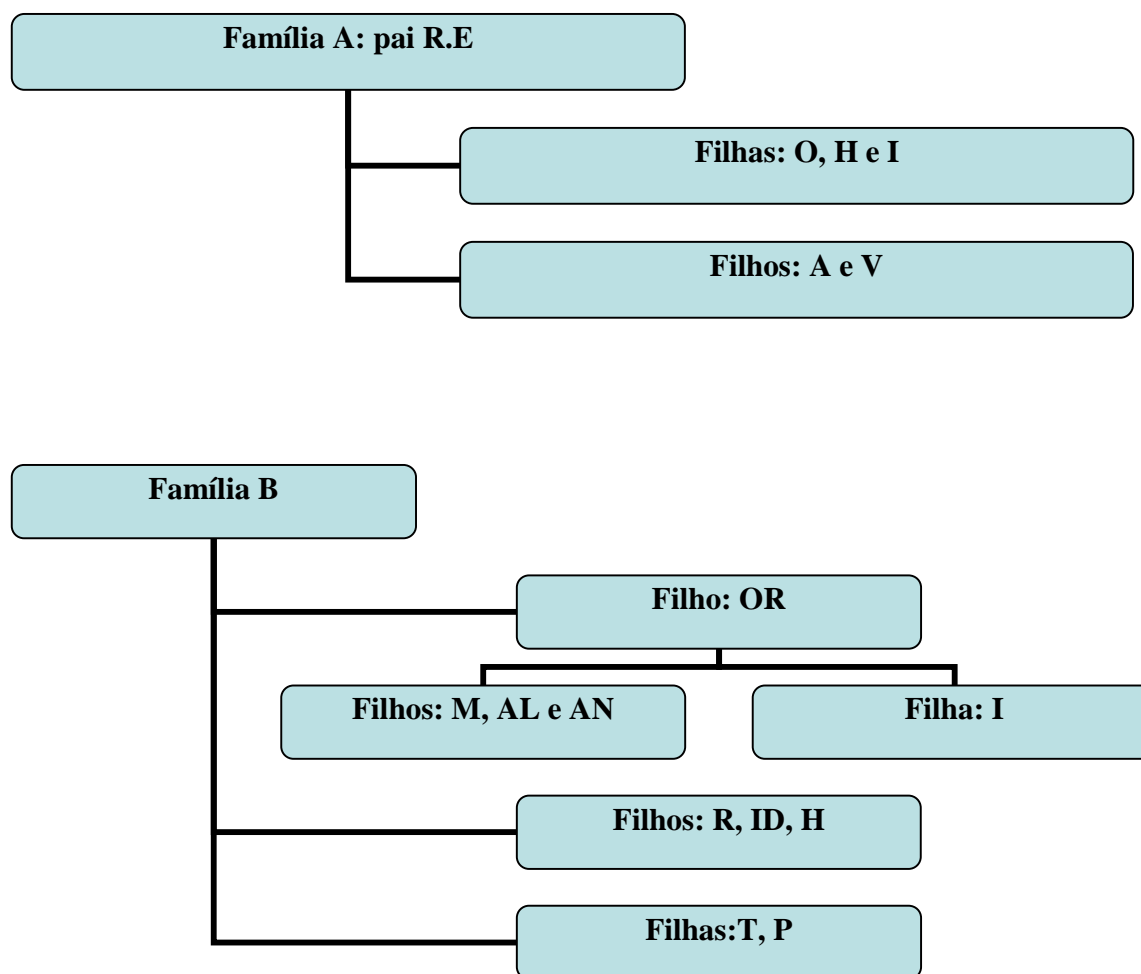 Família A: pai R.E
Filhas: O, H e I
Filhos: A e V
Família B
Filho: OR
Filhos: M, AL e AN
Filha: I
Filhos: R, ID, H
Filhas:T, P